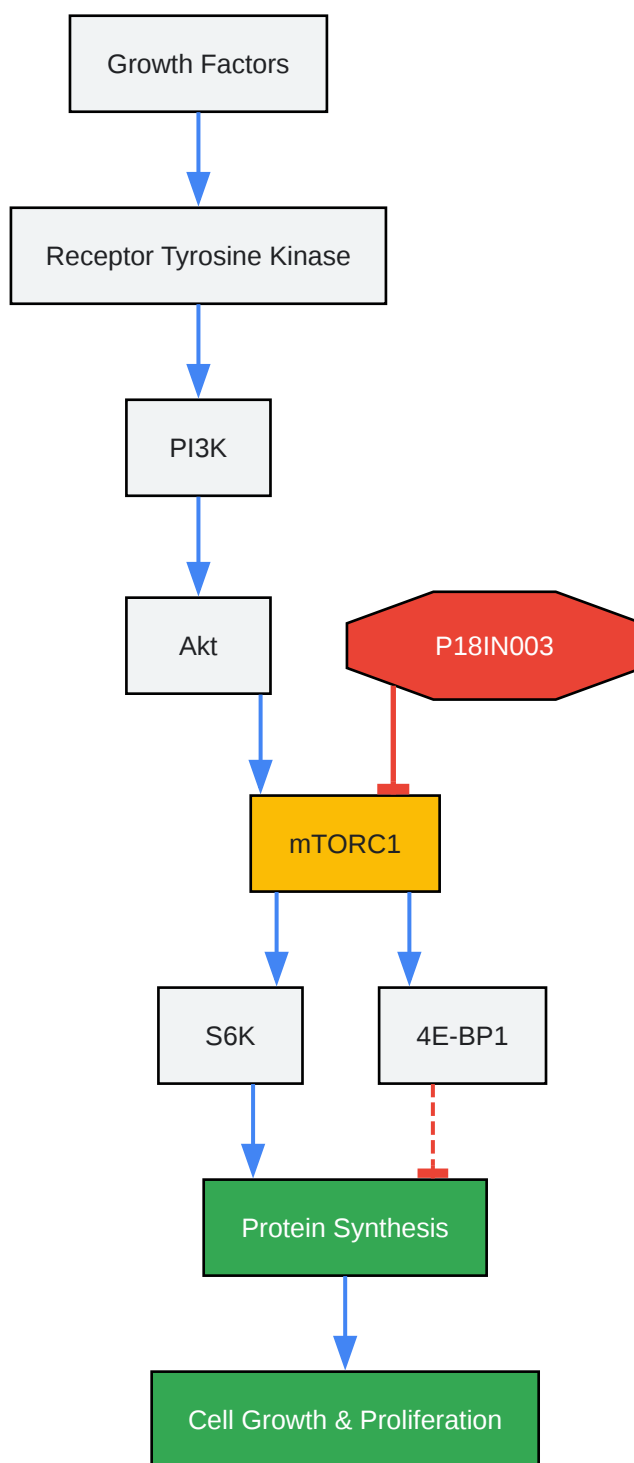 Growth Factors
Receptor Tyrosine Kinase
PI3K
Akt
P18IN003
mTORC1
S6K
4E-BP1
Protein Synthesis
Cell Growth & Proliferation